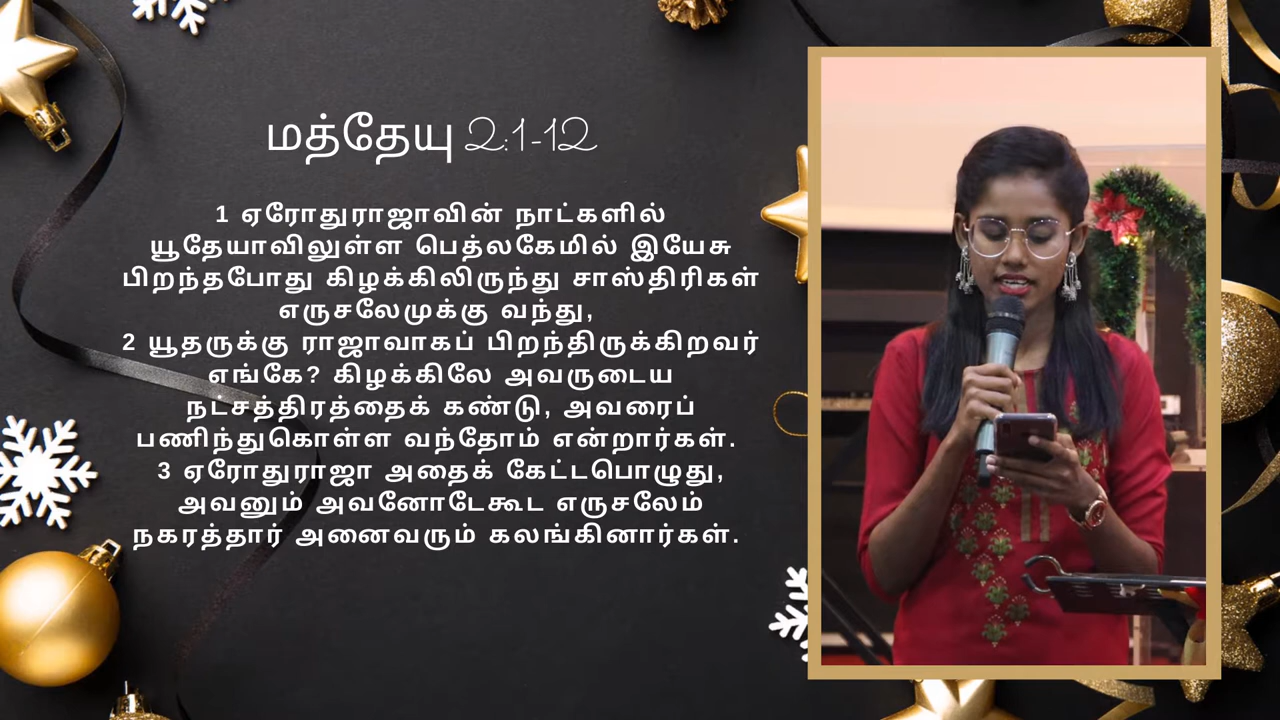 மத்தேயு 2:1-12
1 ஏரோதுராஜாவின் நாட்களில்
யூதேயாவிலுள்ள பெத்லகேமில் இயேசு
பிறந்தபோது கிழக்கிலிருந்து சாஸ்திரிகள்
எருசலேமுக்கு வந்து,
2 யூதருக்கு ராஜாவாகப் பிறந்திருக்கிறவர்
எங்கே? கிழக்கிலே அவருடைய
நட்சத்திரத்தைக் கண்டு, அவரைப்
பணிந்துகொள்ள வந்தோம் என்றார்கள்.
3 ஏரோதுராஜா அதைக் கேட்டபொழுது,
அவனும் அவனோடேகூட எருசலேம்
நகரத்தார் அனைவரும் கலங்கினார்கள்.